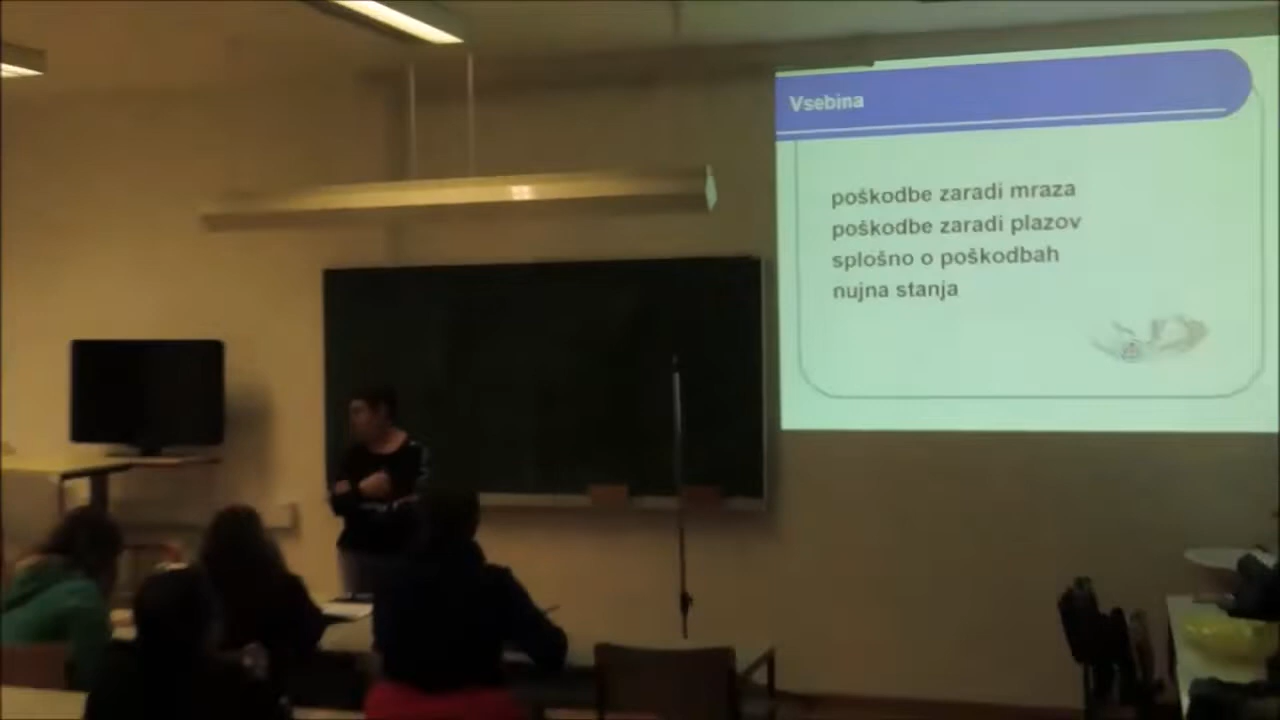 Vsebina
poškodbe zaradi mraza
poškodbe zaradi plazov
splošno o poškodbah
nujna stanja